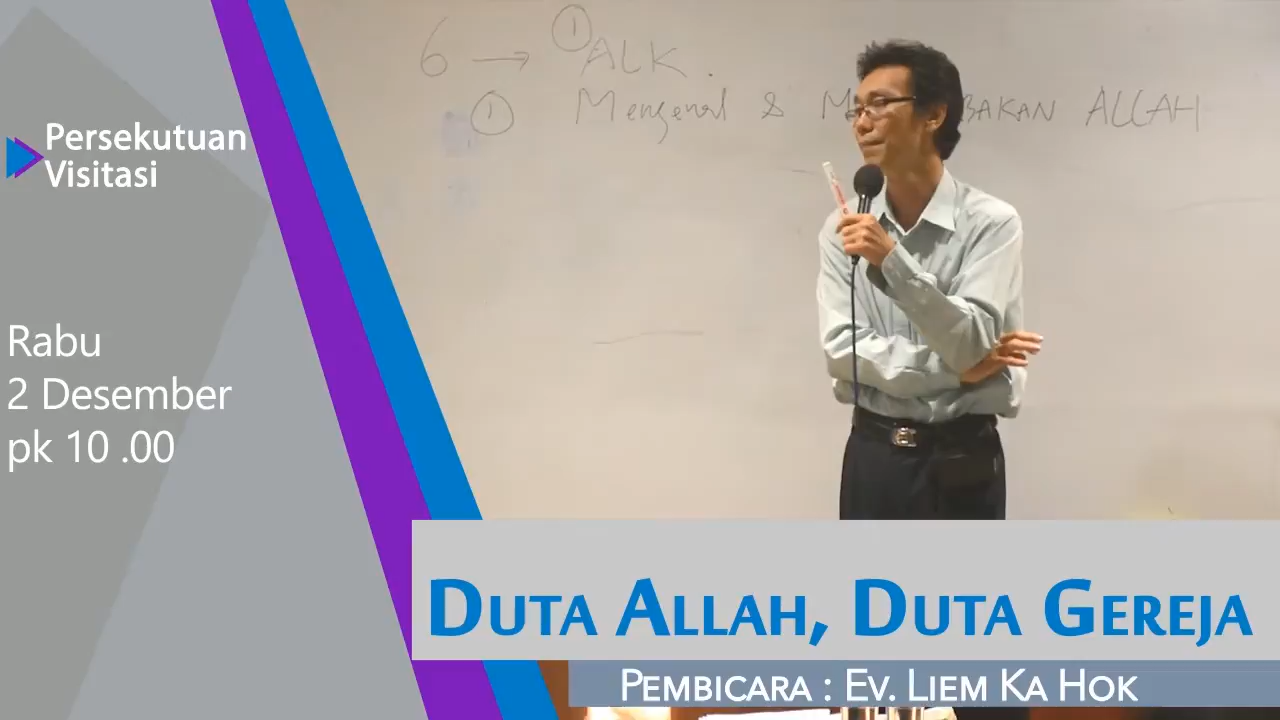 Persekutuan
Visitasi
Rabu
2 Desember
pk 10 .00
6 → ① ALK.
① Mengenal & BAKAN ALLAH
DUTA ALLAH, DUTA GEREJA
PEMBICARA : EV. LIEM KA HOK